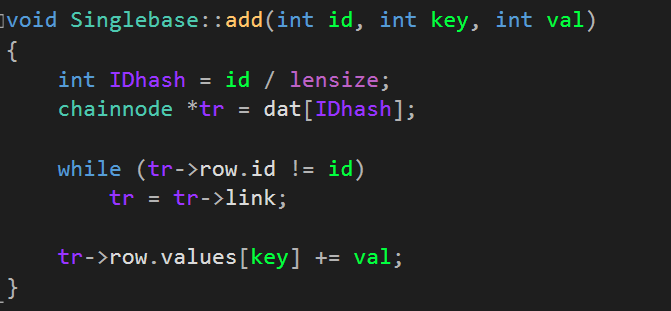 void Singlebase::add(int id, int key, int val)
{
    int IDhash = id / lensize;
    chainnode *tr = dat[IDhash];

    while (tr->row.id != id)
        tr = tr->link;

    tr->row.values[key] += val;
}